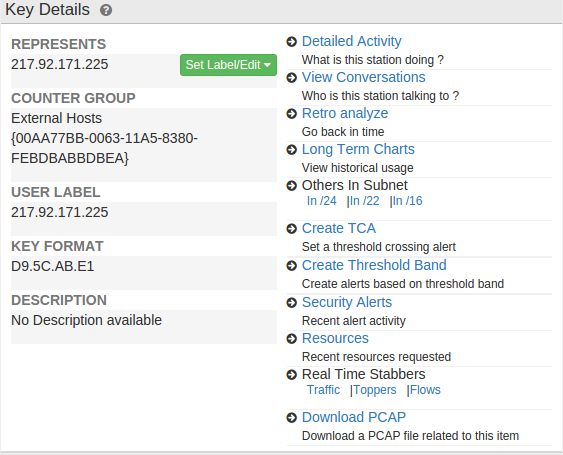 Key Details ?
REPRESENTS
217.92.171.225
Set Label/Edit
COUNTER GROUP
External Hosts
{00AA77BB-0063-11A5-8380-
FEBDBABBDBEA}
USER LABEL
217.92.171.225
KEY FORMAT
D9.5C.AB.E1
DESCRIPTION
No Description available
Detailed Activity
What is this station doing ?
View Conversations
Who is this station talking to ?
Retro analyze
Go back in time
Long Term Charts
View historical usage
Others In Subnet
In /24 |In /22 |In /16
Create TCA
Set a threshold crossing alert
Create Threshold Band
Create alerts based on threshold band
Security Alerts
Recent alert activity
Resources
Recent resources requested
Real Time Stabbers
Traffic |Toppers |Flows
Download PCAP
Download a PCAP file related to this item